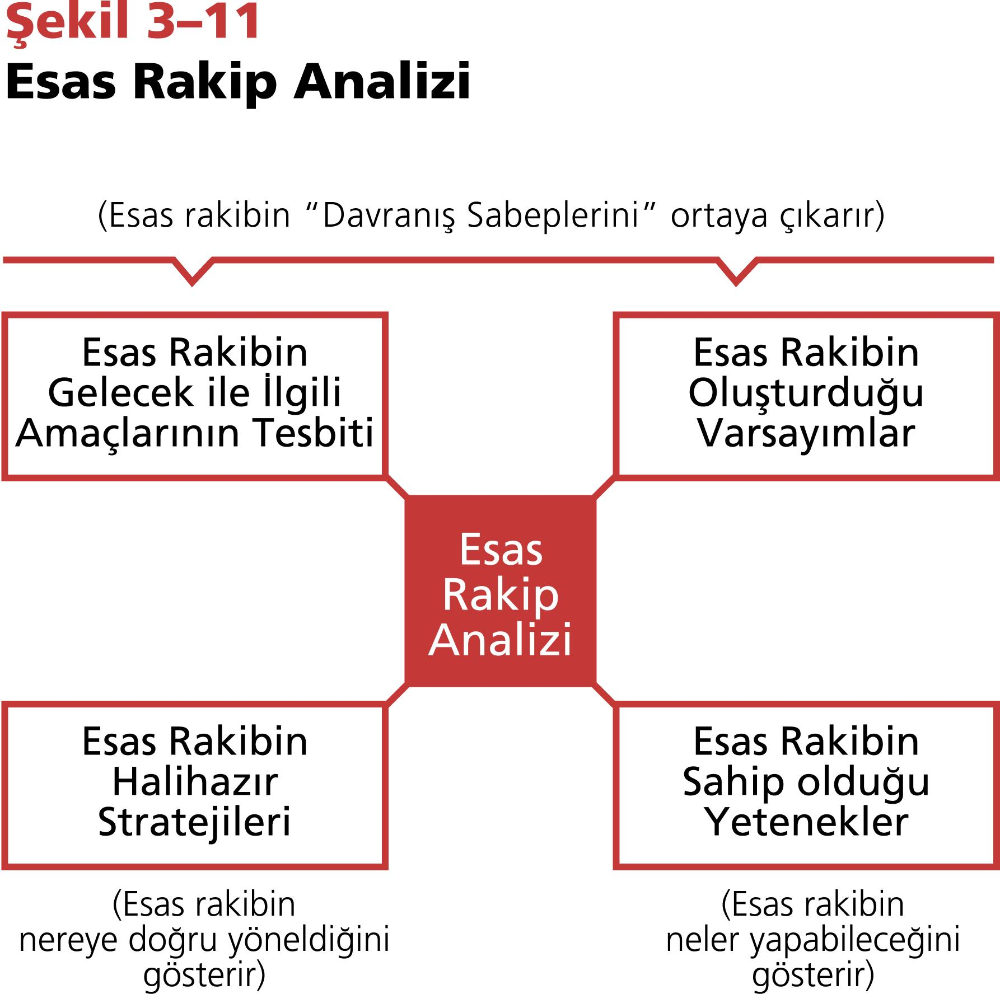 Şekil 3–11
Esas Rakip Analizi
(Esas rakibin “Davranış Sabeplerini” ortaya çıkarır)
Esas Rakibin
Gelecek ile İlgili
Amaçlarının Tesbiti
Esas Rakibin
Oluşturduğu
Varsayımlar
Esas
Rakip
Analizi
Esas Rakibin
Halihazır
Stratejileri
Esas Rakibin
Sahip olduğu
Yetenekler
(Esas rakibin
nereye doğru yöneldiğini
gösterir)
(Esas rakibin
neler yapabileceğini
gösterir)